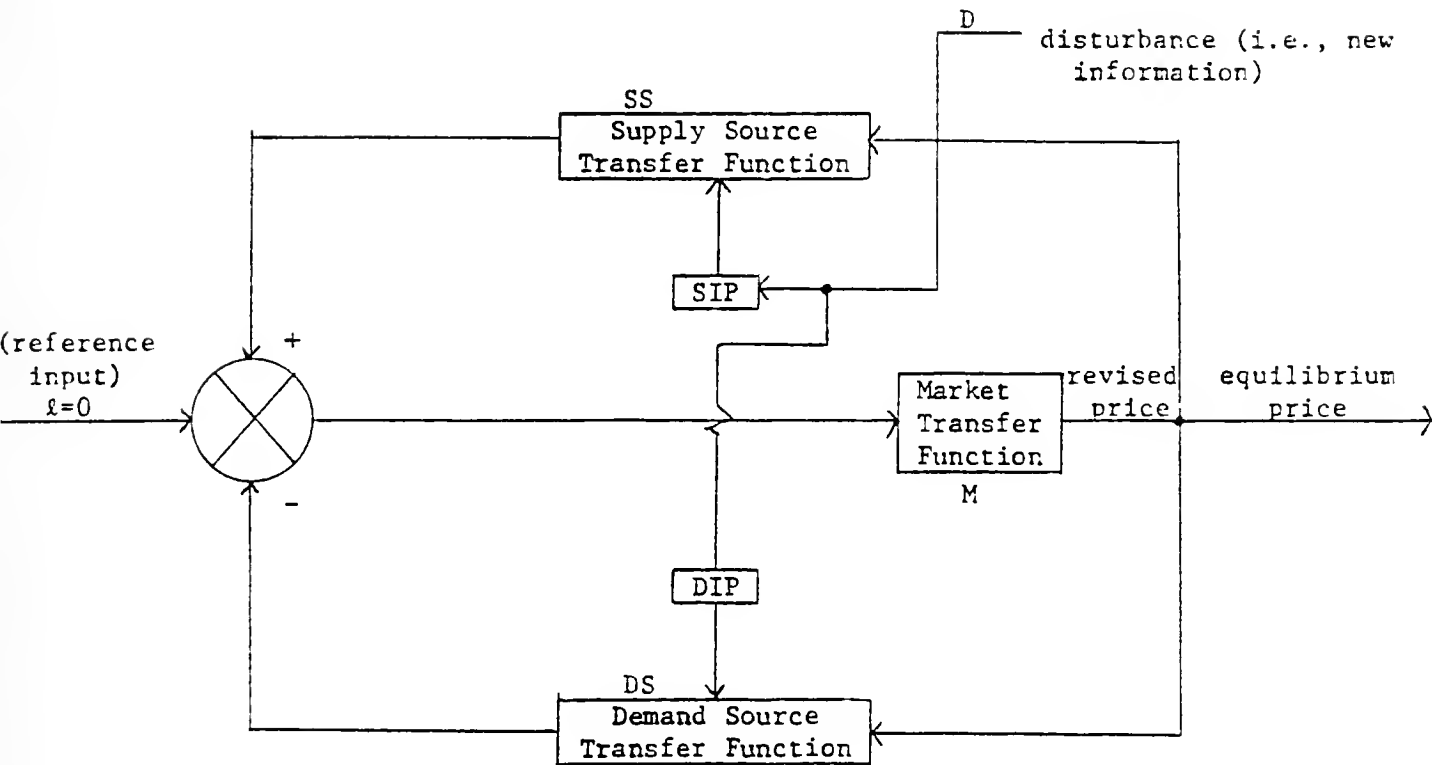 D
disturbance (i.e., new
information)
SS
Supply Source
Transfer Function
SIP
(reference
input)
ℓ=0
+
-
Market
Transfer
Function
M
revised
price
equilibrium
price
DIP
DS
Demand Source
Transfer Function